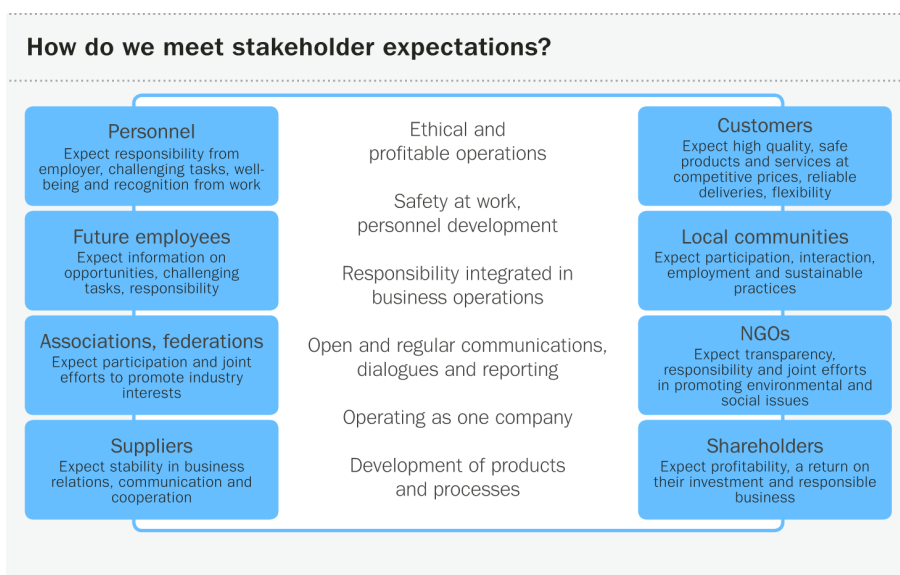 How do we meet stakeholder expectations?
Personnel
Expect responsibility from
employer, challenging tasks, well-
being and recognition from work
Future employees
Expect information on
opportunities, challenging
tasks, responsibility
Associations, federations
Expect participation and joint
efforts to promote industry
interests
Suppliers
Expect stability in business
relations, communication and
cooperation
Ethical and
profitable operations
Safety at work,
personnel development
Responsibility integrated in
business operations
Open and regular communications,
dialogues and reporting
Operating as one company
Development of products
and processes
Customers
Expect high quality, safe
products and services at
competitive prices, reliable
deliveries, flexibility
Local communities
Expect participation, interaction,
employment and sustainable
practices
NGOs
Expect transparency,
responsibility and joint efforts
in promoting environmental and
social issues
Shareholders
Expect profitability, a return on
their investment and responsible
business